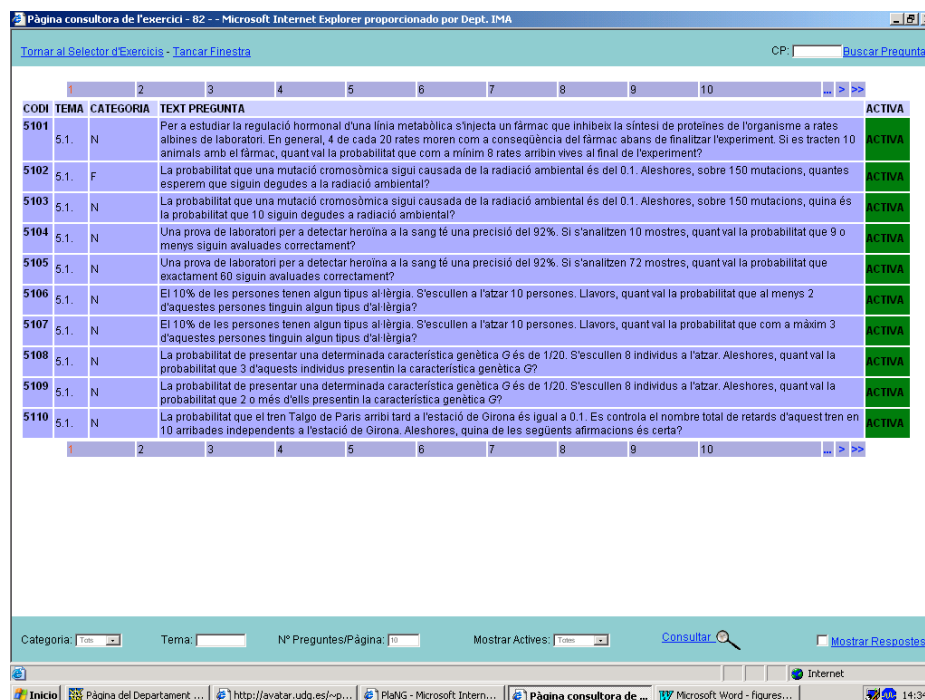 Pàgina consultora de l'exercici - 82 - - Microsoft Internet Explorer proporcionado por Dept. IMA
Tornar al Selector d'Exercicis - Tancar Finestra CP: Buscar Pregunta
1 2 3 4 5 6 7 8 9 10 ... > >>
CODI TEMA CATEGORIA TEXT PREGUNTA ACTIVA
5101 5.1. N Per a estudiar la regulació hormonal d'una línia metabòlica s'injecta un fàrmac que inhibeix la síntesi de proteïnes de l'organisme a rates
albines de laboratori. En general, 4 de cada 20 rates moren com a conseqüència del fàrmac abans de finalitzar l'experiment. Si es tracten 10
animals amb el fàrmac, quant val la probabilitat que com a mínim 8 rates arribin vives al final de l'experiment? ACTIVA
5102 5.1. F La probabilitat que una mutació cromosòmica sigui causada de la radiació ambiental és del 0.1. Aleshores, sobre 150 mutacions, quantes
esperem que siguin degudes a la radiació ambiental? ACTIVA
5103 5.1. N La probabilitat que una mutació cromosòmica sigui causada de la radiació ambiental és del 0.1. Aleshores, sobre 150 mutacions, quina és
la probabilitat que 10 siguin degudes a radiació ambiental? ACTIVA
5104 5.1. N Una prova de laboratori per a detectar heroïna a la sang té una precisió del 92%. Si s'analitzen 10 mostres, quant val la probabilitat que 9 o
menys siguin avaluades correctament? ACTIVA
5105 5.1. N Una prova de laboratori per a detectar heroïna a la sang té una precisió del 92%. Si s'analitzen 72 mostres, quant val la probabilitat que
exactament 60 siguin avaluades correctament? ACTIVA
5106 5.1. N El 10% de les persones tenen algun tipus al·lèrgia. S'escullen a l'atzar 10 persones. Llavors, quant val la probabilitat que al menys 2
d'aquestes persones tinguin algun tipus d'al·lèrgia? ACTIVA
5107 5.1. N El 10% de les persones tenen algun tipus al·lèrgia. S'escullen a l'atzar 10 persones. Llavors, quant val la probabilitat que com a màxim 3
d'aquestes persones tinguin algun tipus d'al·lèrgia? ACTIVA
5108 5.1. N La probabilitat de presentar una determinada característica genètica G és de 1/20. S'escullen 8 individus a l'atzar. Aleshores, quant val la
probabilitat que 3 d'aquests individus presentin la característica genètica G? ACTIVA
5109 5.1. N La probabilitat de presentar una determinada característica genètica G és de 1/20. S'escullen 8 individus a l'atzar. Aleshores, quant val la
probabilitat que 2 o més d'ells presentin la característica genètica G? ACTIVA
5110 5.1. N La probabilitat que el tren Talgo de Paris arribi tard a l'estació de Girona és igual a 0.1. Es controla el nombre total de retards d'aquest tren en
10 arribades independents a l'estació de Girona. Aleshores, quina de les següents afirmacions és certa? ACTIVA
1 2 3 4 5 6 7 8 9 10 ... > >>
Categoria: Tots Tema: Nº Preguntes/Pàgina: 10 Mostrar Actives: Totes Consultar Mostrar Respostes
Internet
Inicio Pàgina del Departament ... http://avatar.udg.es/~p... PlaNG - Microsoft Intern... Pàgina consultora de ... Microsoft Word - figures... 14:34